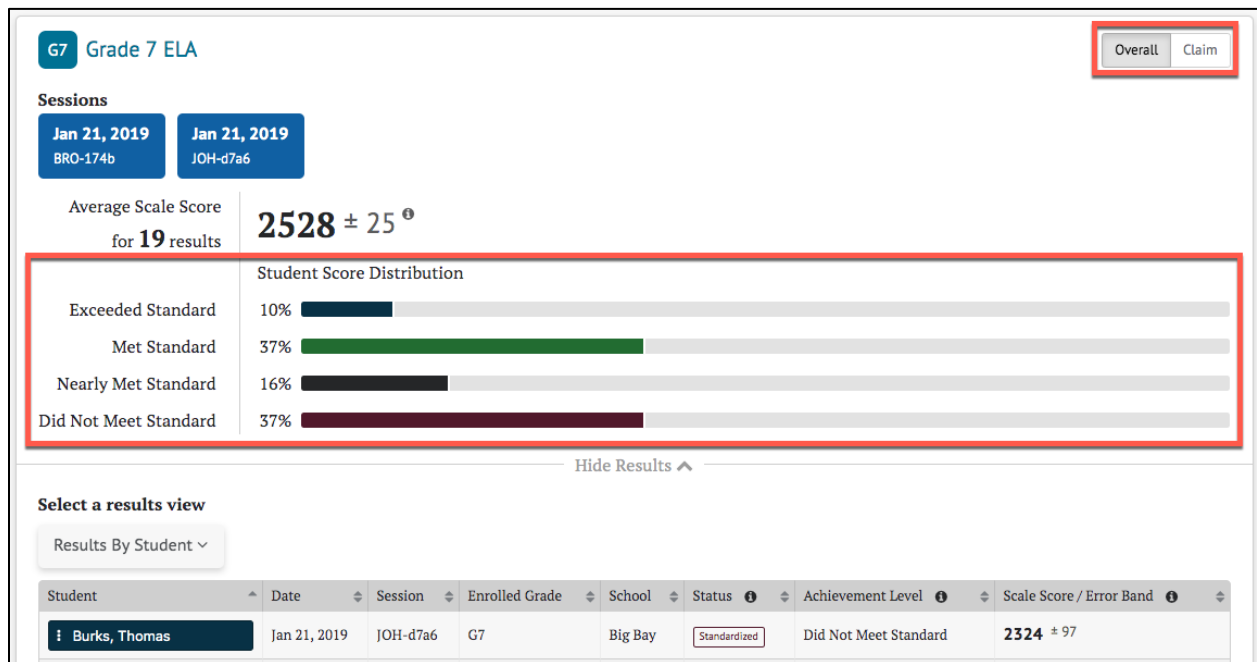 G7 Grade 7 ELA
Overall Claim
Sessions
Jan 21, 2019 Jan 21, 2019
BRO-174b JOH-d7a6
Average Scale Score
for 19 results
2528 ± 25
Student Score Distribution
Exceeded Standard 10%
Met Standard 37%
Nearly Met Standard 16%
Did Not Meet Standard 37%
Hide Results
Select a results view
Results By Student
Student Date Session Enrolled Grade School Status Achievement Level Scale Score / Error Band
Burks, Thomas Jan 21, 2019 JOH-d7a6 G7 Big Bay Standardized Did Not Meet Standard 2324 ± 97